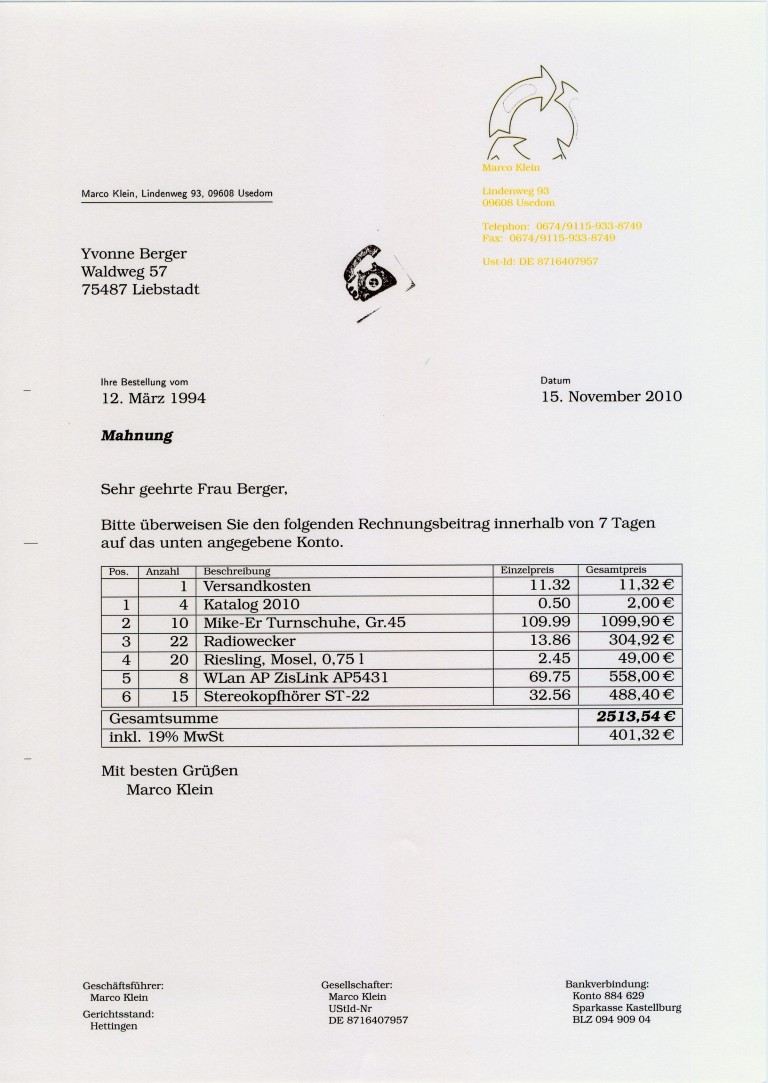 Marco Klein
Lindenweg 93
09608 Usedom
Telephon: 0674/9115-933-8749
Fax: 0674/9115-933-8749
Ust-Id: DE 8716407957
Marco Klein, Lindenweg 93, 09608 Usedom
Yvonne Berger
Waldweg 57
75487 Liebstadt
Ihre Bestellung vom
12. März 1994
Datum
15. November 2010
Mahnung
Sehr geehrte Frau Berger,
Bitte überweisen Sie den folgenden Rechnungsbeitrag innerhalb von 7 Tagen
auf das unten angegebene Konto.
Pos. Anzahl Beschreibung Einzelpreis Gesamtpreis
1 Versandkosten 11.32 11,32 €
1 4 Katalog 2010 0.50 2,00 €
2 10 Mike-Er Turnschuhe, Gr.45 109.99 1099,90 €
3 22 Radiowecker 13.86 304,92 €
4 20 Riesling, Mosel, 0,75 l 2.45 49,00 €
5 8 WLan AP ZisLink AP5431 69.75 558,00 €
6 15 Stereokopfhörer ST-22 32.56 488,40 €
Gesamtsumme 2513,54 €
inkl. 19% MwSt 401,32 €
Mit besten Grüßen
Marco Klein
Geschäftsführer:
Marco Klein
Gerichtsstand:
Hettingen
Gesellschafter:
Marco Klein
UStId-Nr
DE 8716407957
Bankverbindung:
Konto 884 629
Sparkasse Kastellburg
BLZ 094 909 04